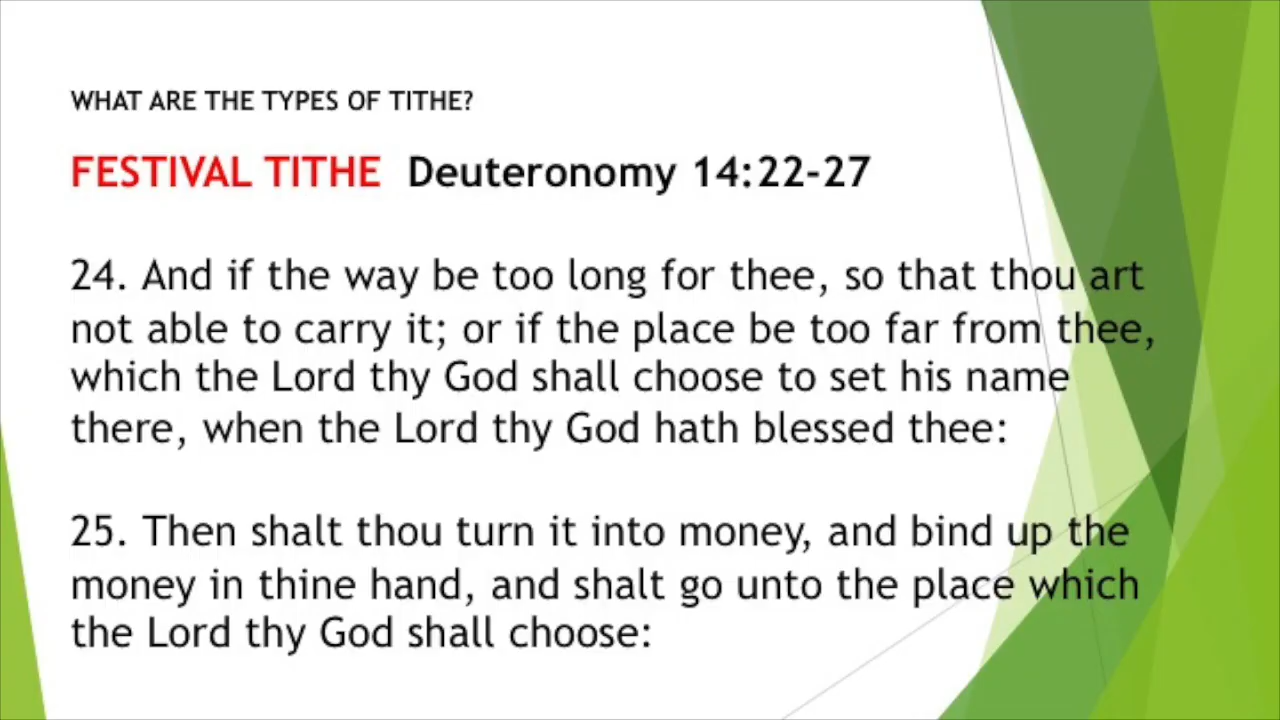 WHAT ARE THE TYPES OF TITHE?
FESTIVAL TITHE Deuteronomy 14:22-27
24. And if the way be too long for thee, so that thou art
not able to carry it; or if the place be too far from thee,
which the Lord thy God shall choose to set his name
there, when the Lord thy God hath blessed thee:
25. Then shalt thou turn it into money, and bind up the
money in thine hand, and shalt go unto the place which
the Lord thy God shall choose: